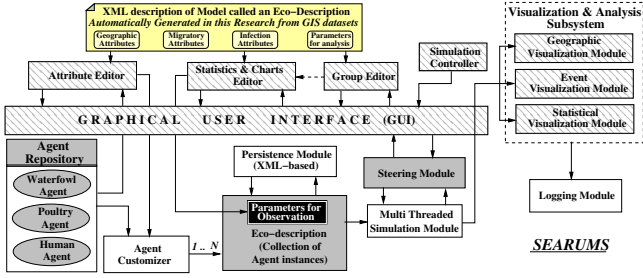 XML description of Model called an Eco−Description
Automatically Generated in this Research from GIS datasets
Geographic
Attributes
Migratory
Attributes
Infection
Attributes
Parameters
for analysis
Visualization & Analysis
Subsystem
Geographic
Visualization Module
Event
Visualization Module
Statistical
Visualization Module
Simulation
Controller
Attribute Editor
Statistics & Charts
Editor
Group Editor
GRAPHICAL USER INTERFACE (GUI)
Agent
Repository
Waterfowl
Agent
Poultry
Agent
Human
Agent
Persistence Module
(XML−based)
Steering Module
Parameters for
Observation
Eco−description
(Collection of
Agent instances)
Multi Threaded
Simulation Module
Logging Module
Agent
Customizer
1 .. N
SEARUMS